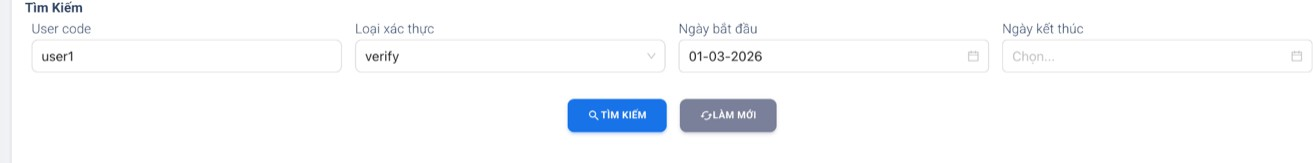 Tìm Kiếm
User code Loại xác thực Ngày bắt đầu Ngày kết thúc
user1 verify 01-03-2026 Chọn...
TÌM KIẾM LÀM MỚI